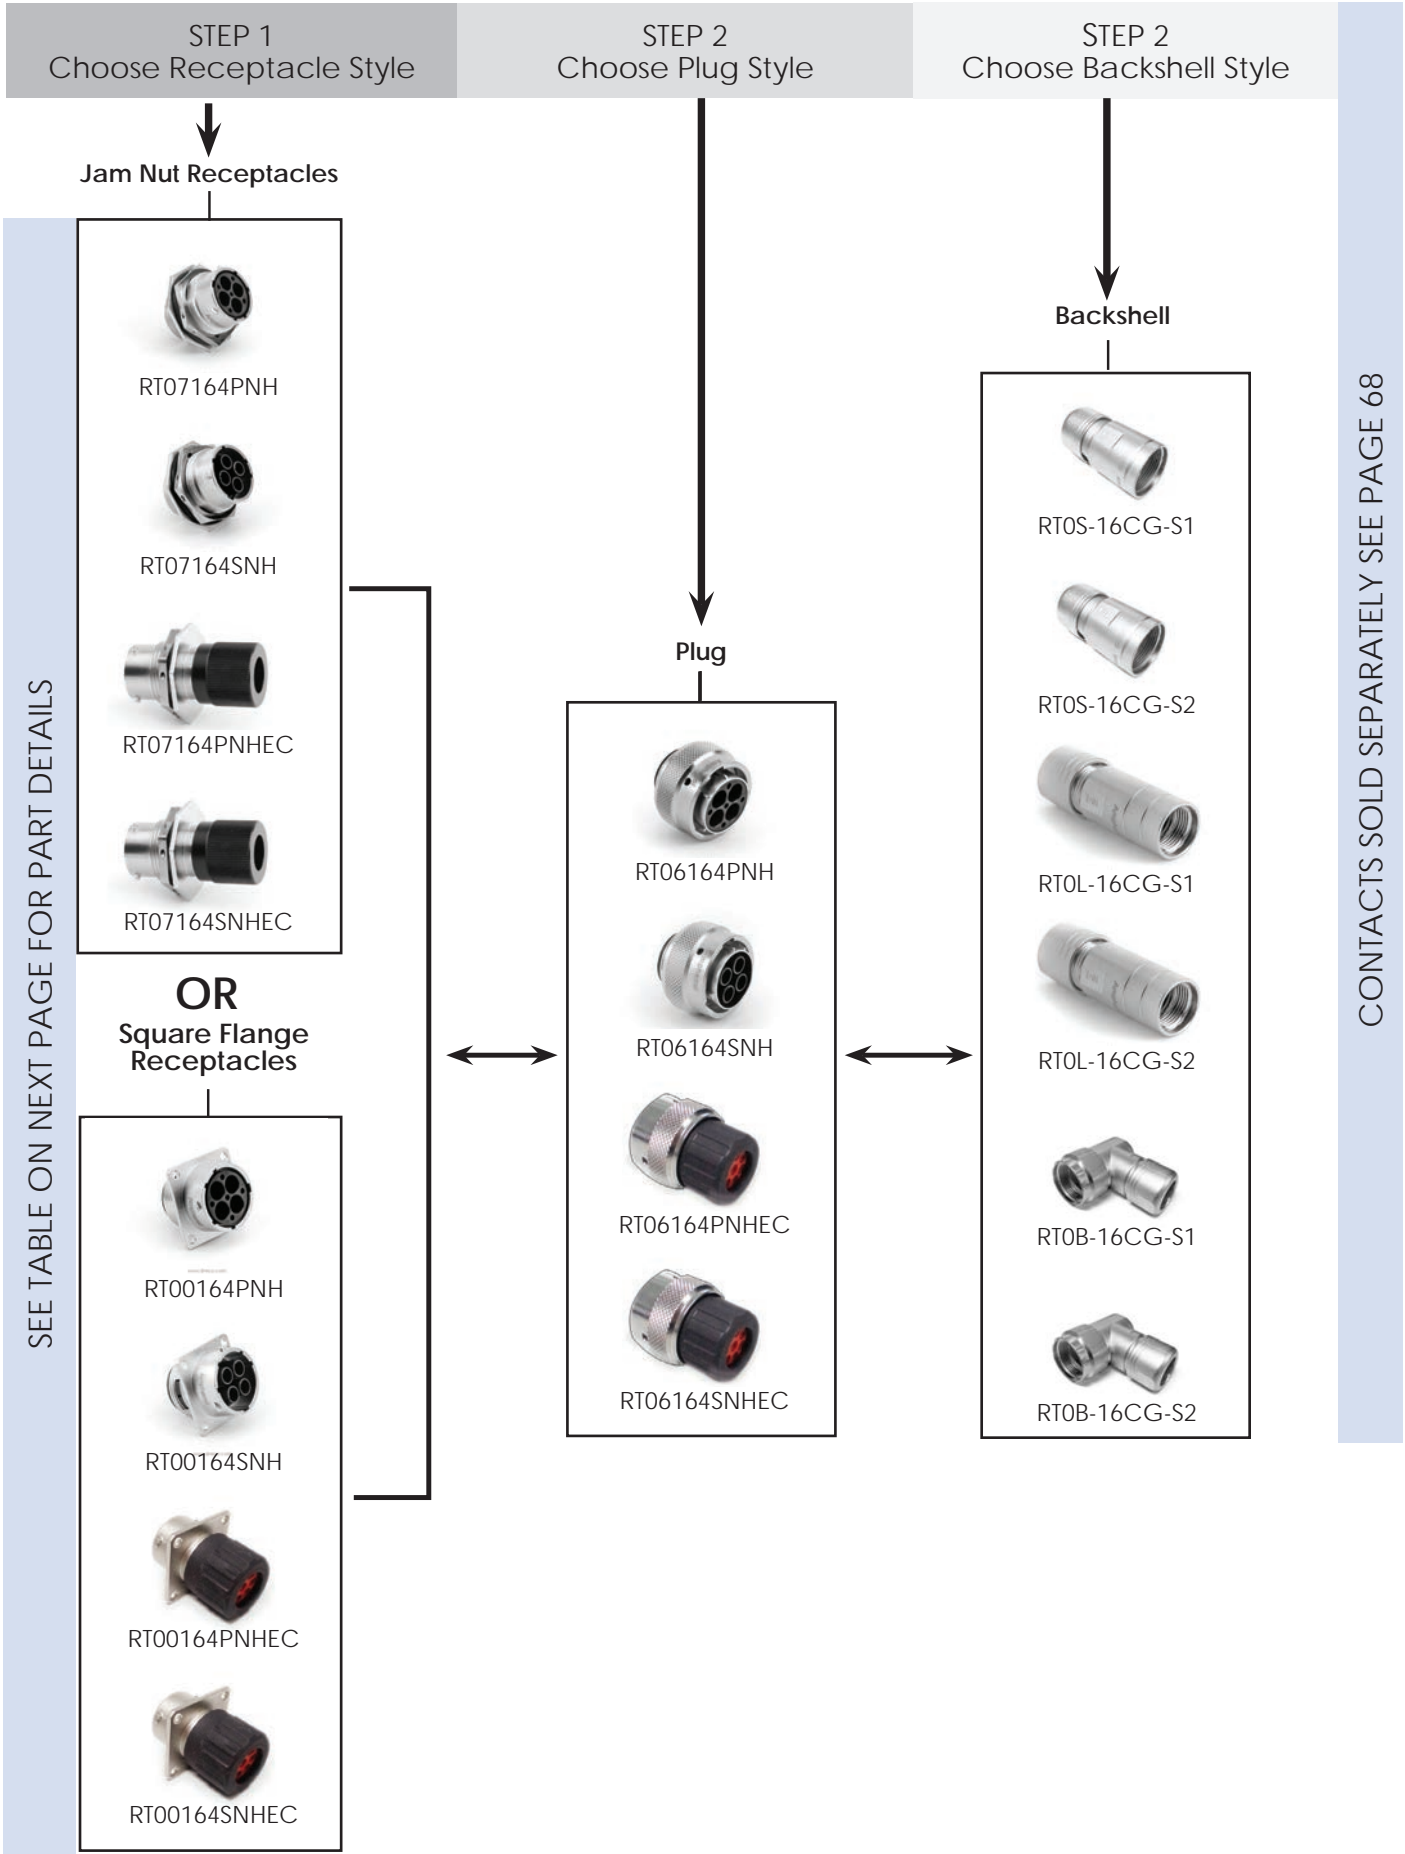 STEP 1
Choose Receptacle Style
STEP 2
Choose Plug Style
STEP 2
Choose Backshell Style
Jam Nut Receptacles
RT07164PNH
RT07164SNH
RT07164PNHEC
RT07164SNHEC
OR
Square Flange
Receptacles
RT00164PNH
RT00164SNH
RT00164PNHEC
RT00164SNHEC
Plug
RT06164PNH
RT06164SNH
RT06164PNHEC
RT06164SNHEC
Backshell
RT0S-16CG-S1
RT0S-16CG-S2
RT0L-16CG-S1
RT0L-16CG-S2
RT0B-16CG-S1
RT0B-16CG-S2
SEE TABLE ON NEXT PAGE FOR PART DETAILS
CONTACTS SOLD SEPARATELY SEE PAGE 68